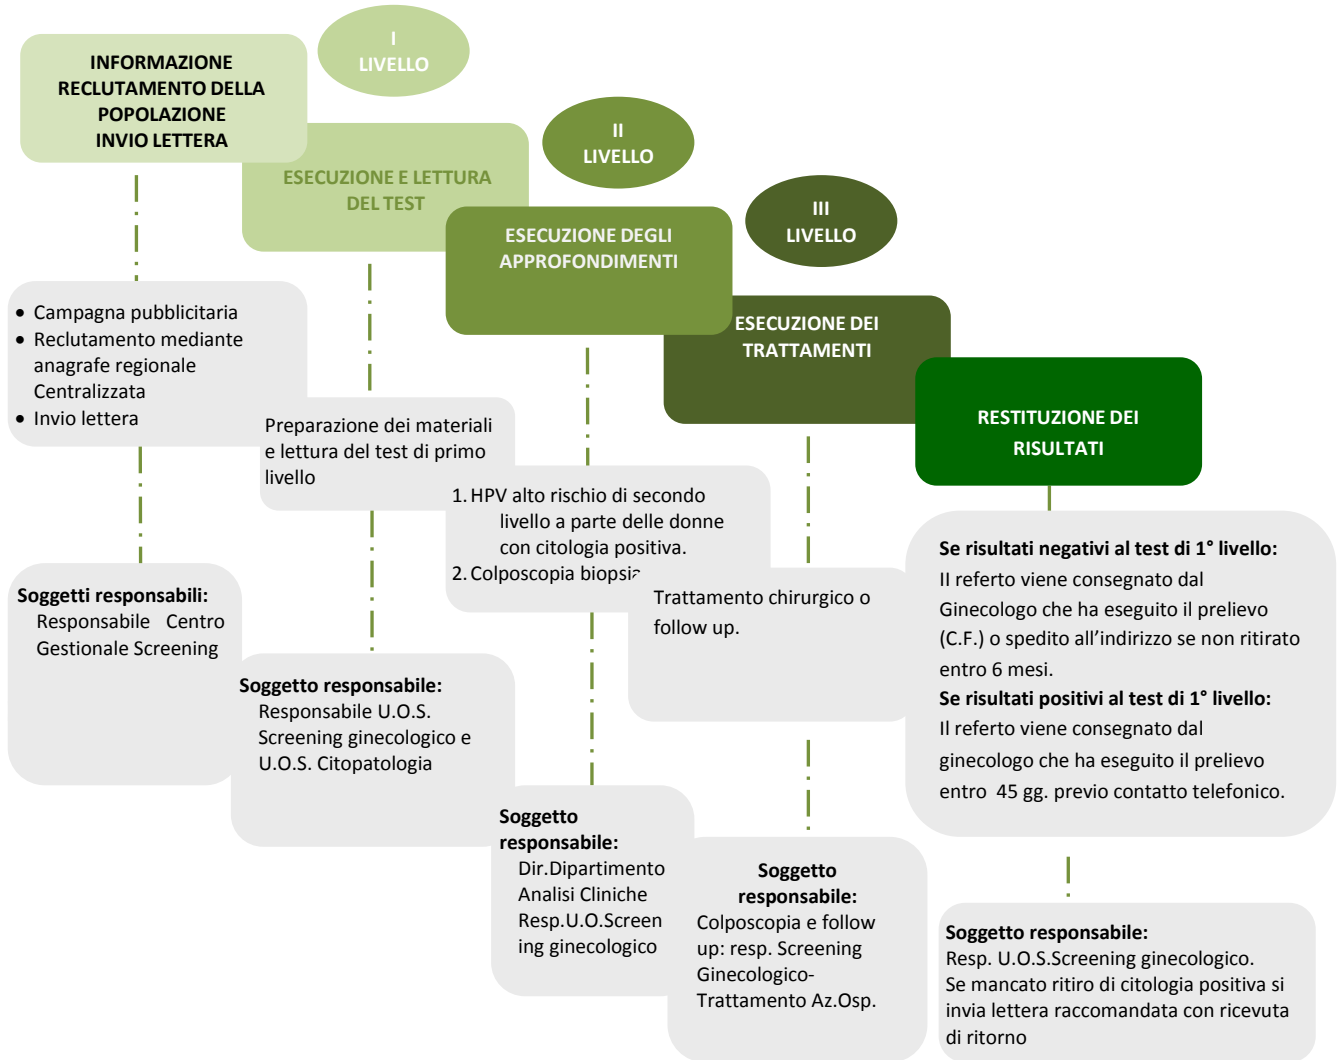 INFORMAZIONE
RECLUTAMENTO DELLA
POPOLAZIONE
INVIO LETTERA
I
LIVELLO
ESECUZIONE E LETTURA
DEL TEST
II
LIVELLO
ESECUZIONE DEGLI
APPROFONDIMENTI
III
LIVELLO
ESECUZIONE DEI
TRATTAMENTI
RESTITUZIONE DEI
RISULTATI
• Campagna pubblicitaria
• Reclutamento mediante
anagrafe regionale
Centralizzata
• Invio lettera
Soggetti responsabili:
Responsabile Centro
Gestionale Screening
Preparazione dei materiali
e lettura del test di primo
livello
Soggetto responsabile:
Responsabile U.O.S.
Screening ginecologico e
U.O.S. Citopatologia
1. HPV alto rischio di secondo
livello a parte delle donne
con citologia positiva.
2. Colposcopia biopsia
Soggetto
responsabile:
Dir.Dipartimento
Analisi Cliniche
Resp.U.O.Screen
ing ginecologico
Trattamento chirurgico o
follow up.
Soggetto
responsabile:
Colposcopia e follow
up: resp. Screening
Ginecologico-
Trattamento Az.Osp.
Se risultati negativi al test di 1° livello:
II referto viene consegnato dal
Ginecologo che ha eseguito il prelievo
(C.F.) o spedito all'indirizzo se non ritirato
entro 6 mesi.
Se risultati positivi al test di 1° livello:
Il referto viene consegnato dal
ginecologo che ha eseguito il prelievo
entro 45 gg. previo contatto telefonico.
Soggetto responsabile:
Resp. U.O.S.Screening ginecologico.
Se mancato ritiro di citologia positiva si
invia lettera raccomandata con ricevuta
di ritorno